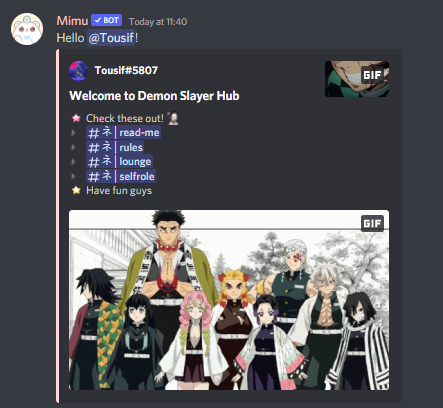 Mimu ✓ BOT Today at 11:40
Hello @Tousif!
Tousif#5807
GIF
Welcome to Demon Slayer Hub
Check these out!
#ネ | read-me
#ネ | rules
#ネ | lounge
#ネ | selfrole
Have fun guys
GIF